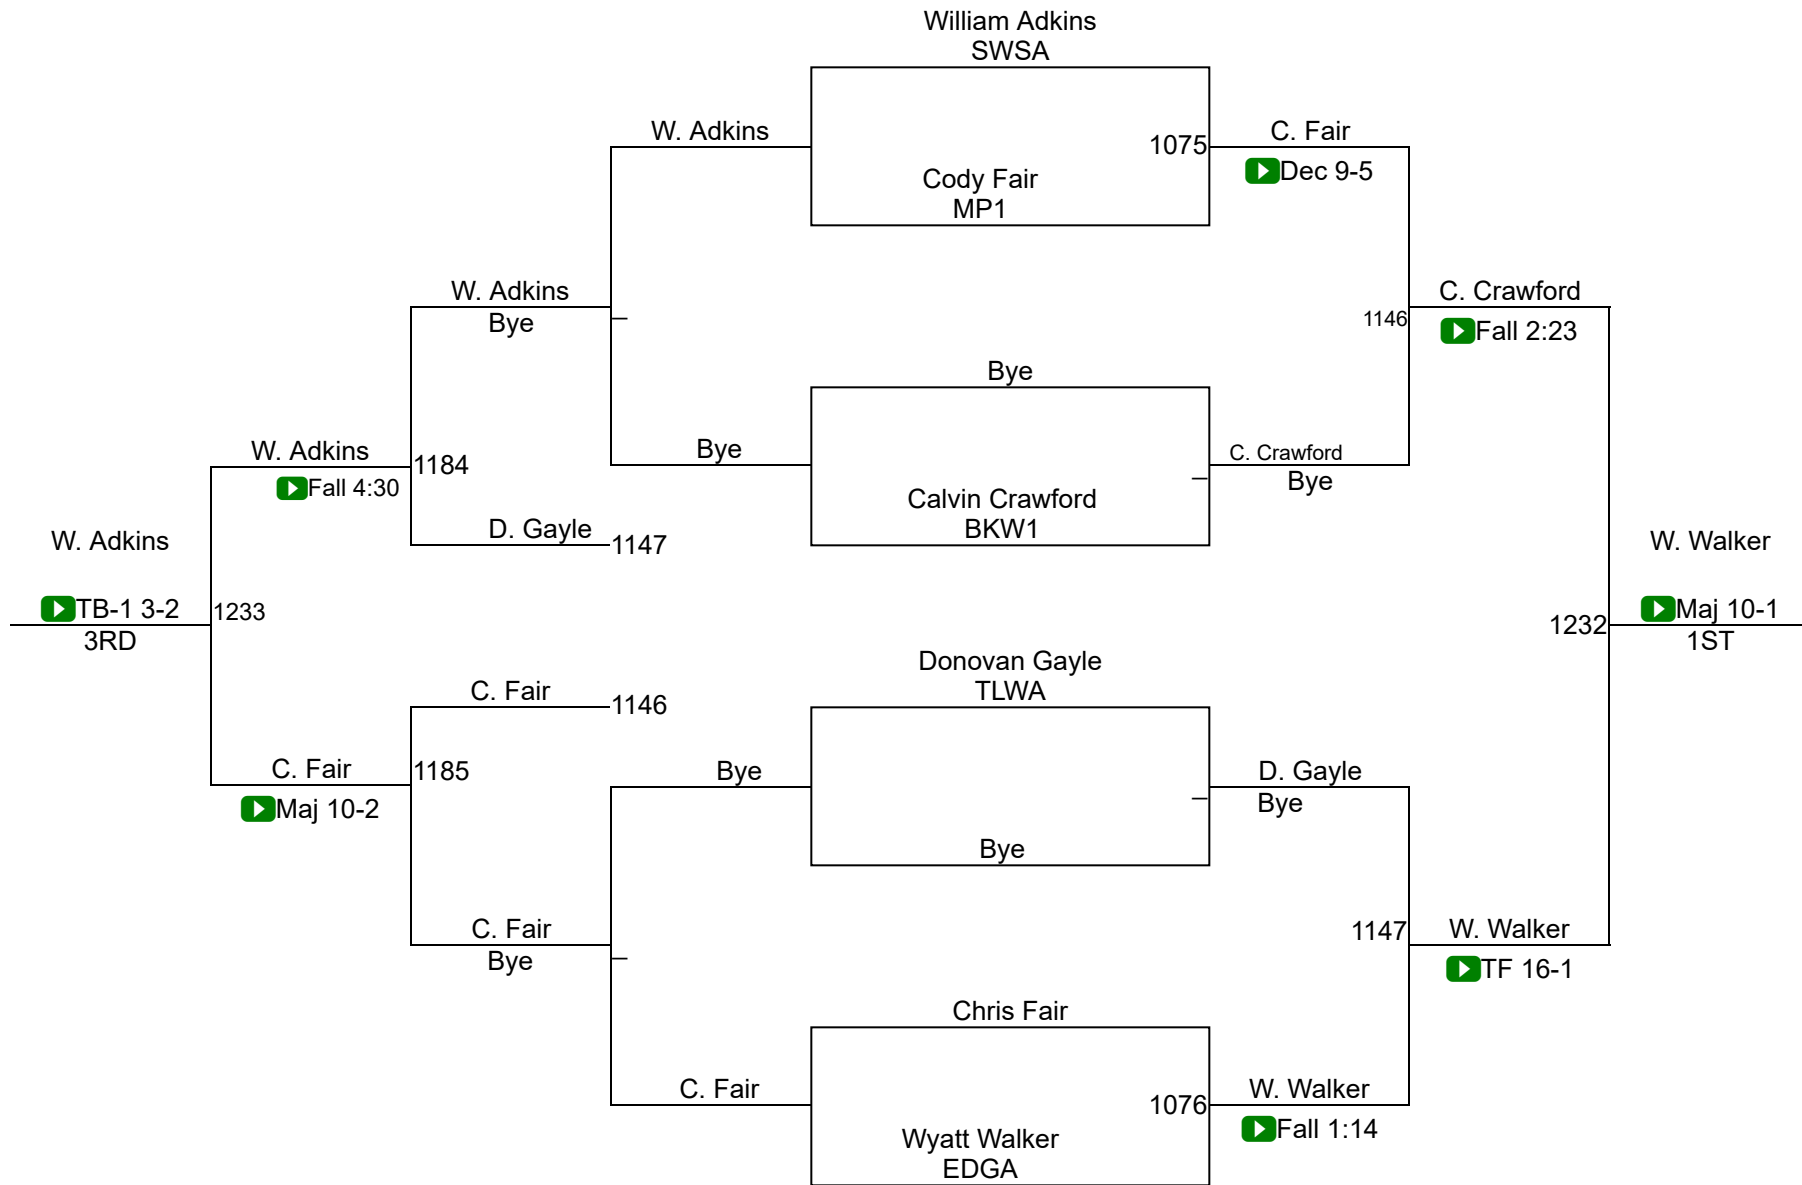 William Adkins
SWSA
W. Adkins
1075
C. Fair
Dec 9-5
Cody Fair
MP1
W. Adkins
Bye
1146
C. Crawford
Fall 2:23
Bye
W. Adkins
Fall 4:30
1184
Bye
C. Crawford
Bye
Calvin Crawford
BKW1
D. Gayle
1147
W. Adkins
TB-1 3-2
3RD
1233
W. Walker
1232
Maj 10-1
1ST
Donovan Gayle
TLWA
C. Fair
1146
C. Fair
Maj 10-2
1185
Bye
D. Gayle
Bye
Bye
C. Fair
Bye
1147
W. Walker
TF 16-1
Chris Fair
C. Fair
1076
W. Walker
Fall 1:14
Wyatt Walker
EDGA